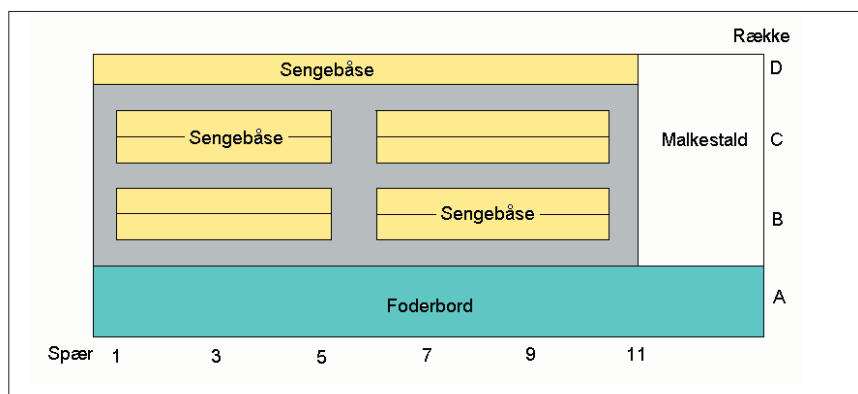 Række
Sengebåse
D
Sengebåse
Malkestald
C
Sengebåse
B
Foderbord
A
Spær 1 3 5 7 9 11